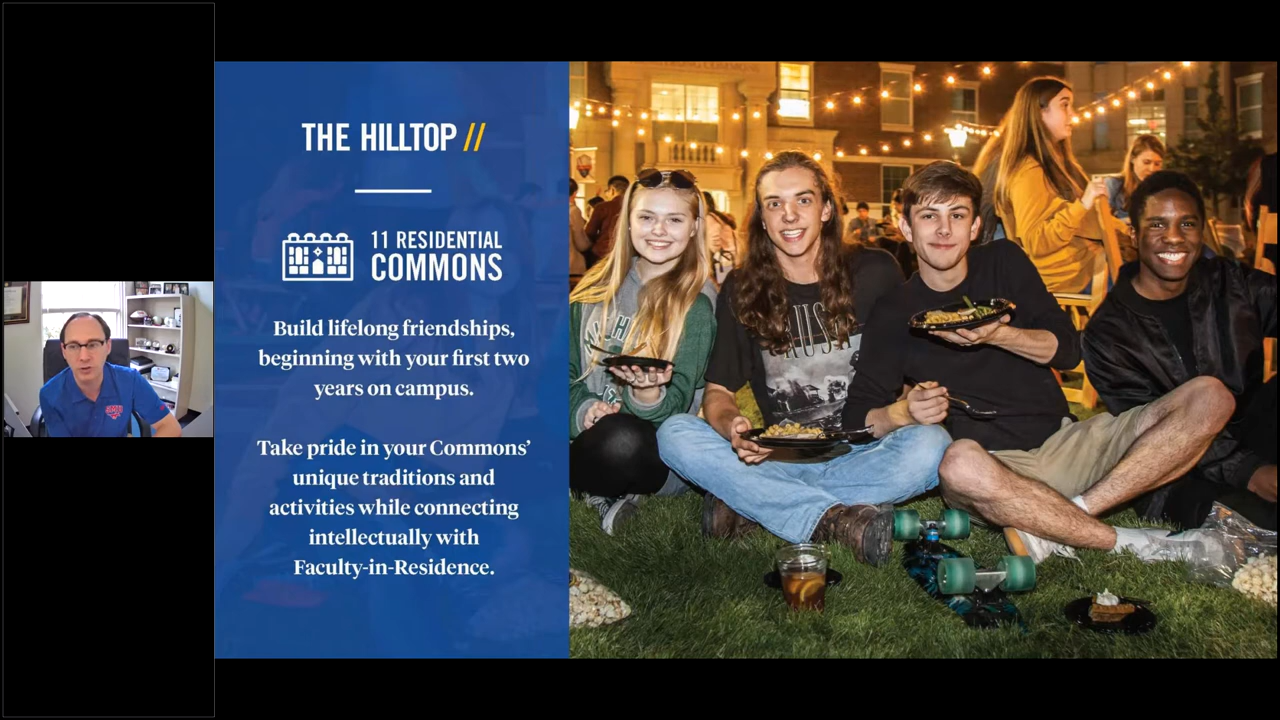 THE HILLTOP //
11 RESIDENTIAL
COMMONS
Build lifelong friendships,
beginning with your first two
years on campus.
Take pride in your Commons’
unique traditions and
activities while connecting
intellectually with
Faculty-in-Residence.